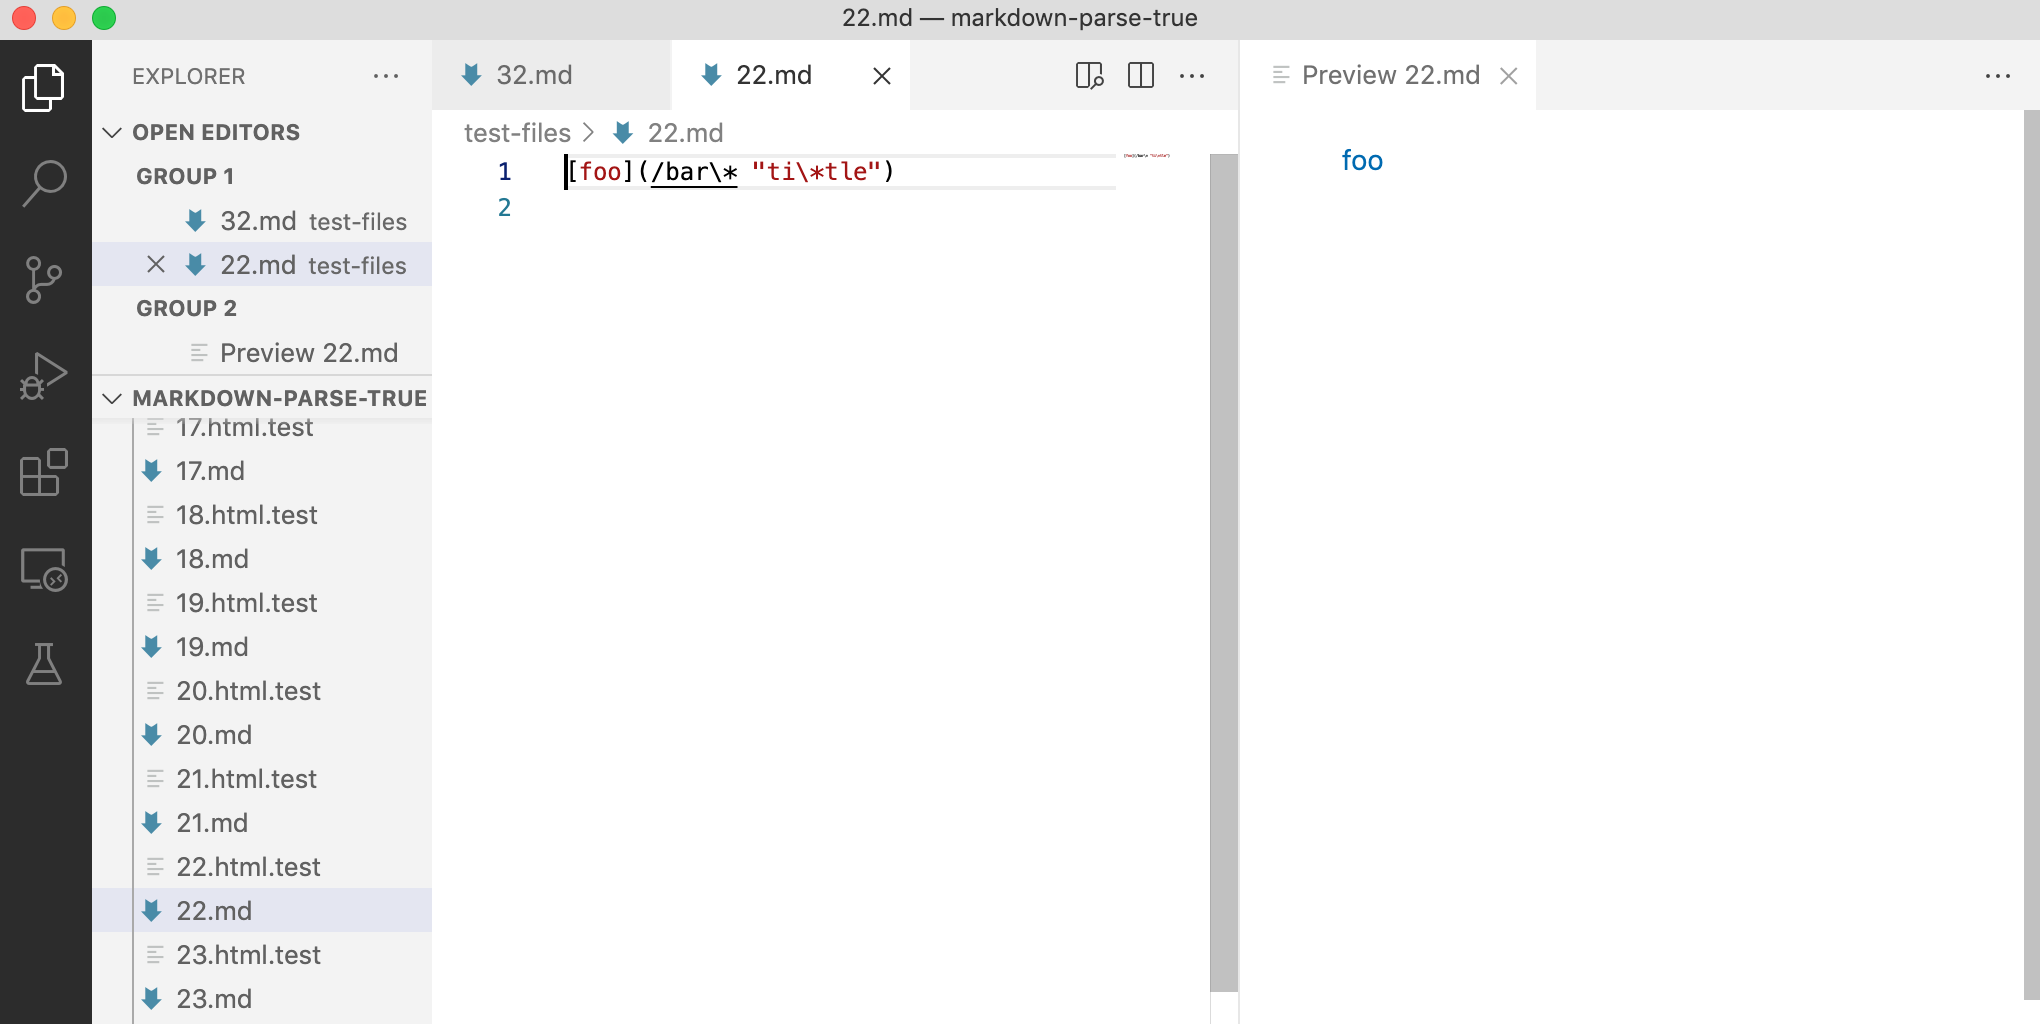 22.md — markdown-parse-true
EXPLORER
OPEN EDITORS
GROUP 1
32.md test-files
22.md test-files
GROUP 2
Preview 22.md
MARKDOWN-PARSE-TRUE
17.html.test
17.md
18.html.test
18.md
19.html.test
19.md
20.html.test
20.md
21.html.test
21.md
22.html.test
22.md
23.html.test
23.md
32.md
22.md
test-files > 22.md
1 [foo](/bar\* "ti\*tle")
2
Preview 22.md
foo